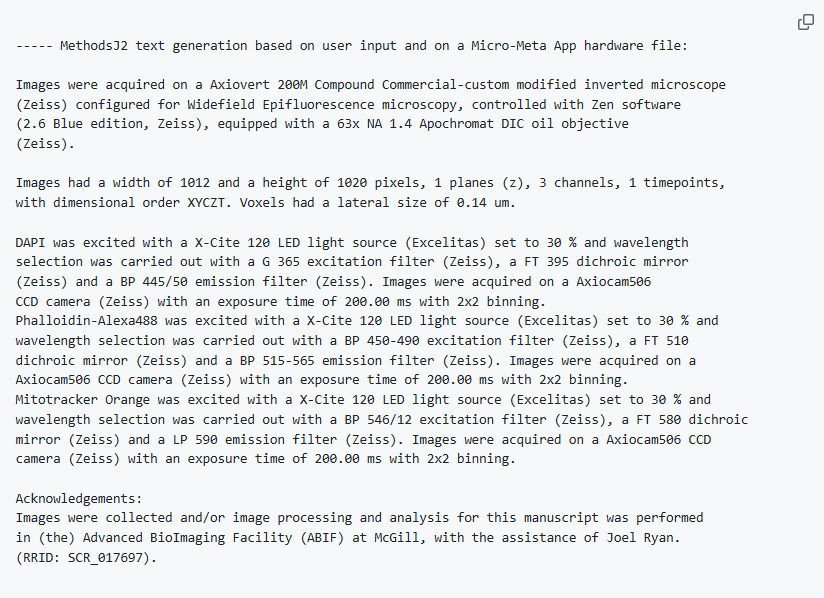 ----- MethodsJ2 text generation based on user input and on a Micro-Meta App hardware file:
Images were acquired on a Axiovert 200M Compound Commercial-custom modified inverted microscope
(Zeiss) configured for Widefield Epifluorescence microscopy, controlled with Zen software
(2.6 Blue edition, Zeiss), equipped with a 63x NA 1.4 Apochromat DIC oil objective
(Zeiss).
Images had a width of 1012 and a height of 1020 pixels, 1 planes (z), 3 channels, 1 timepoints,
with dimensional order XYCZT. Voxels had a lateral size of 0.14 um.
DAPI was excited with a X-Cite 120 LED light source (Excelitas) set to 30 % and wavelength
selection was carried out with a G 365 excitation filter (Zeiss), a FT 395 dichroic mirror
(Zeiss) and a BP 445/50 emission filter (Zeiss). Images were acquired on a Axiocam506
CCD camera (Zeiss) with an exposure time of 200.00 ms with 2x2 binning.
Phalloidin-Alexa488 was excited with a X-Cite 120 LED light source (Excelitas) set to 30 % and
wavelength selection was carried out with a BP 450-490 excitation filter (Zeiss), a FT 510
dichroic mirror (Zeiss) and a BP 515-565 emission filter (Zeiss). Images were acquired on a
Axiocam506 CCD camera (Zeiss) with an exposure time of 200.00 ms with 2x2 binning.
Mitotracker Orange was excited with a X-Cite 120 LED light source (Excelitas) set to 30 % and
wavelength selection was carried out with a BP 546/12 excitation filter (Zeiss), a FT 580 dichroic
mirror (Zeiss) and a LP 590 emission filter (Zeiss). Images were acquired on a Axiocam506 CCD
camera (Zeiss) with an exposure time of 200.00 ms with 2x2 binning.
Acknowledgements:
Images were collected and/or image processing and analysis for this manuscript was performed
in (the) Advanced BioImaging Facility (ABIF) at McGill, with the assistance of Joel Ryan.
(RRID: SCR_017697).